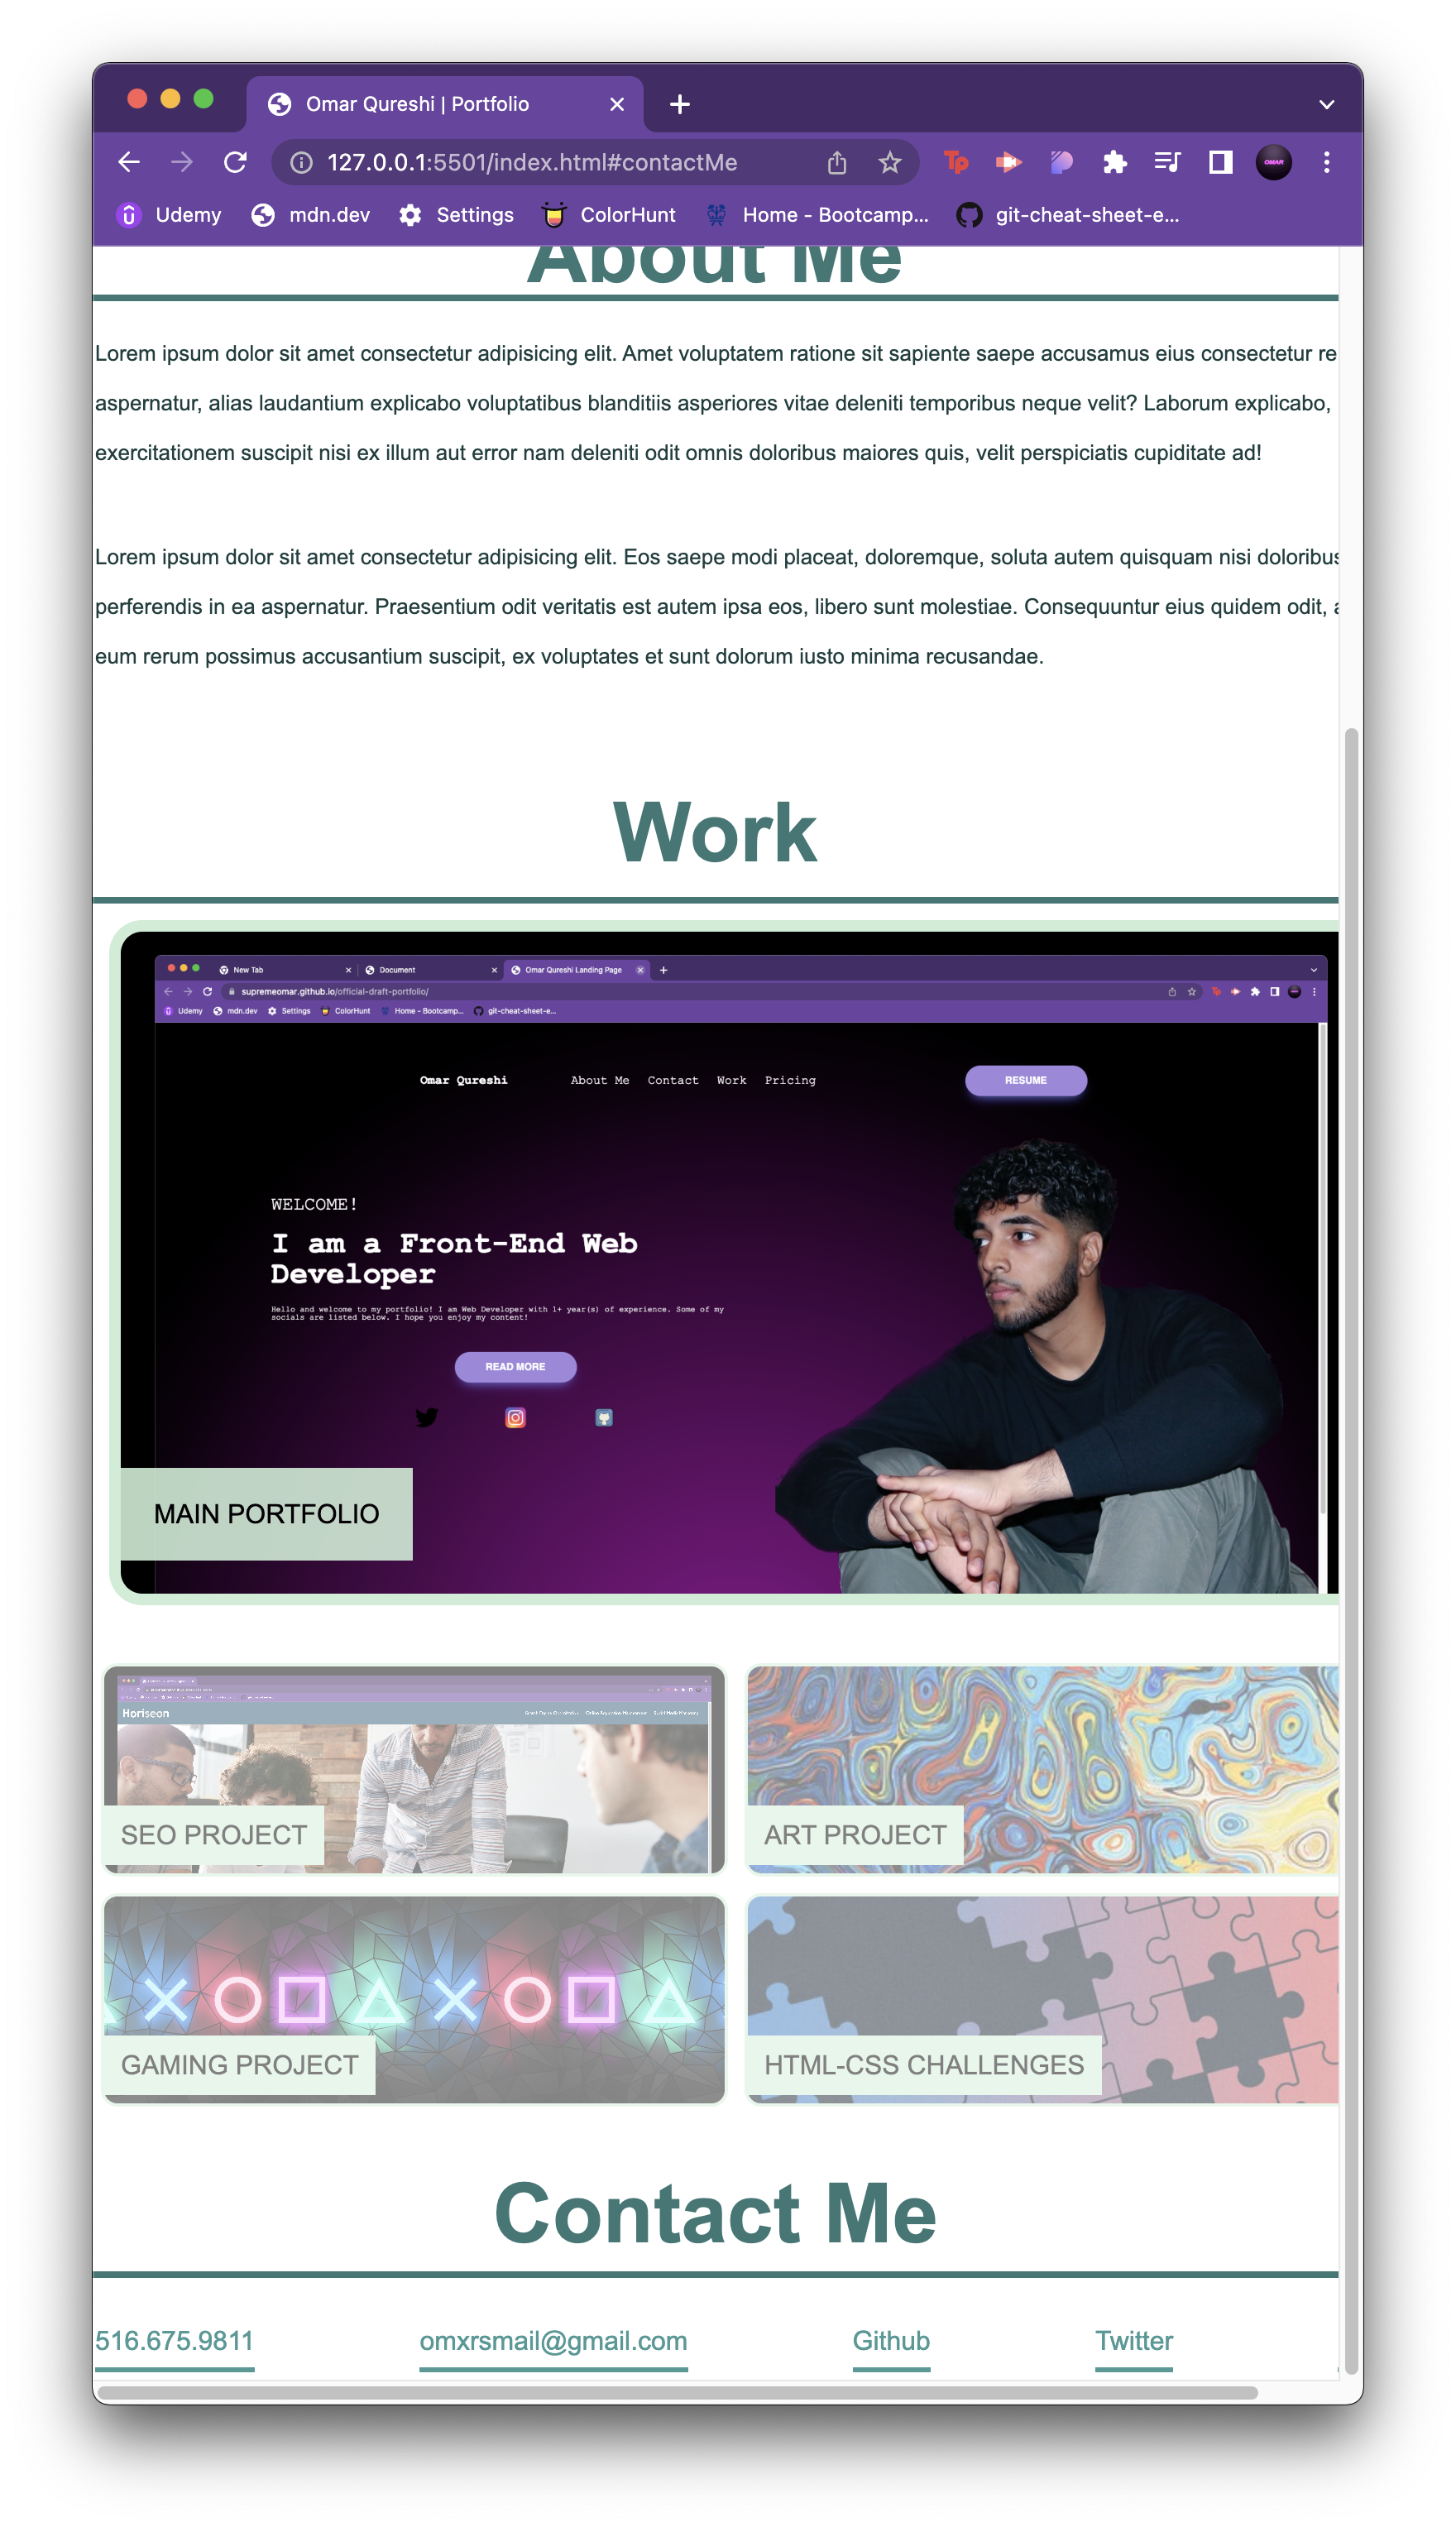 Omar Qureshi | Portfolio
127.0.0.1:5501/index.html#contactMe
Udemy mdn.dev Settings ColorHunt Home - Bootcamp... git-cheat-sheet-e...
About Me
Lorem ipsum dolor sit amet consectetur adipisicing elit. Amet voluptatem ratione sit sapiente saepe accusamus eius consectetur re
aspernatur, alias laudantium explicabo voluptatibus blanditiis asperiores vitae deleniti temporibus neque velit? Laborum explicabo,
exercitationem suscipit nisi ex illum aut error nam deleniti odit omnis doloribus maiores quis, velit perspiciatis cupiditate ad!
Lorem ipsum dolor sit amet consectetur adipisicing elit. Eos saepe modi placeat, doloremque, soluta autem quisquam nisi doloribus
perferendis in ea aspernatur. Praesentium odit veritatis est autem ipsa eos, libero sunt molestiae. Consequuntur eius quidem odit, a
eum rerum possimus accusantium suscipit, ex voluptates et sunt dolorum iusto minima recusandae.
Work
New Tab Document Omar Qureshi Landing Page
supremeomar.github.io/official-draft-portfolio/
Udemy mdn.dev Settings ColorHunt Home - Bootcamp... git-cheat-sheet-e...
Omar Qureshi About Me Contact Work Pricing RESUME
WELCOME!
I am a Front-End Web
Developer
Hello and welcome to my portfolio! I am Web Developer with 1+ year(s) of experience. Some of my
socials are listed below. I hope you enjoy my content!
READ MORE
MAIN PORTFOLIO
Horiseon
SEO PROJECT ART PROJECT
GAMING PROJECT HTML-CSS CHALLENGES
Contact Me
516.675.9811 omxrsmail@gmail.com Github Twitter